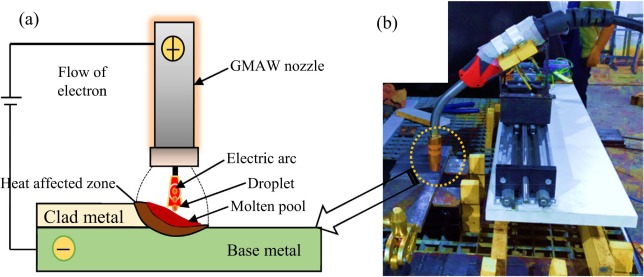 (a)
(b)
+
Flow of
electron
GMAW nozzle
Electric arc
Heat affected zone
Droplet
Molten pool
Clad metal
Base metal
−